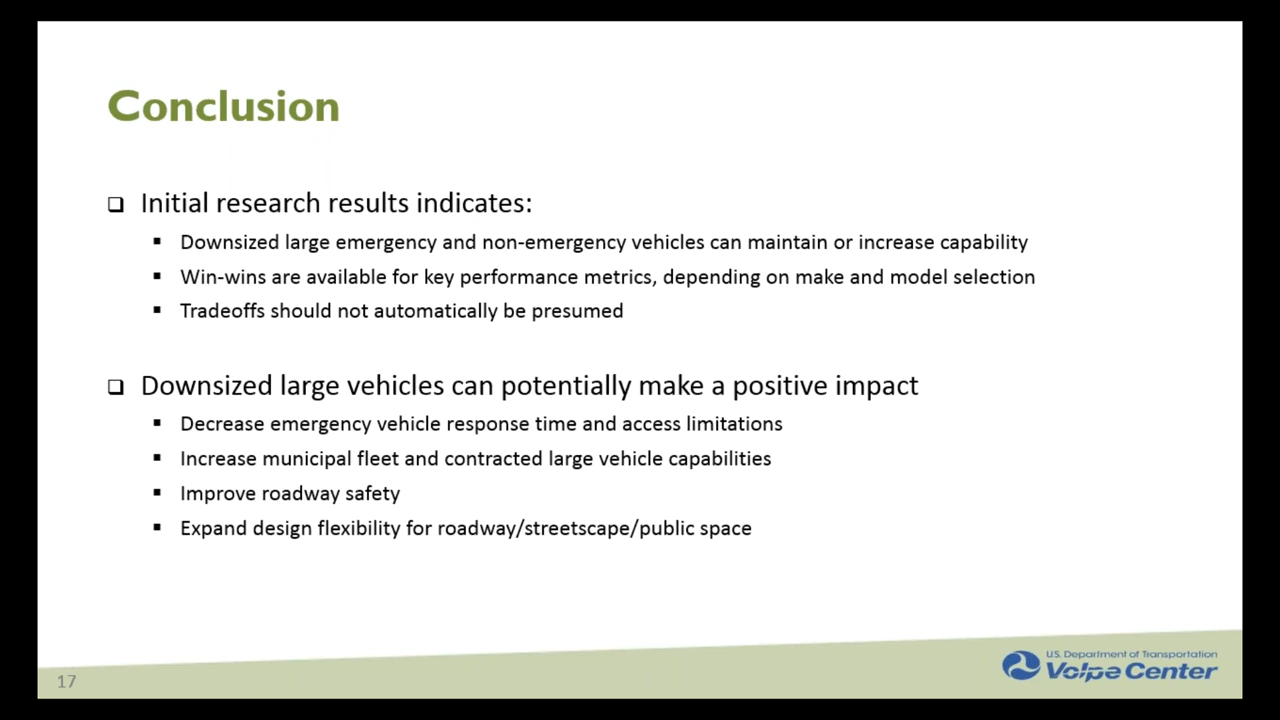 Conclusion
Initial research results indicates:
Downsized large emergency and non-emergency vehicles can maintain or increase capability
Win-wins are available for key performance metrics, depending on make and model selection
Tradeoffs should not automatically be presumed
Downsized large vehicles can potentially make a positive impact
Decrease emergency vehicle response time and access limitations
Increase municipal fleet and contracted large vehicle capabilities
Improve roadway safety
Expand design flexibility for roadway/streetscape/public space
17
U.S. Department of Transportation
Volpe Center